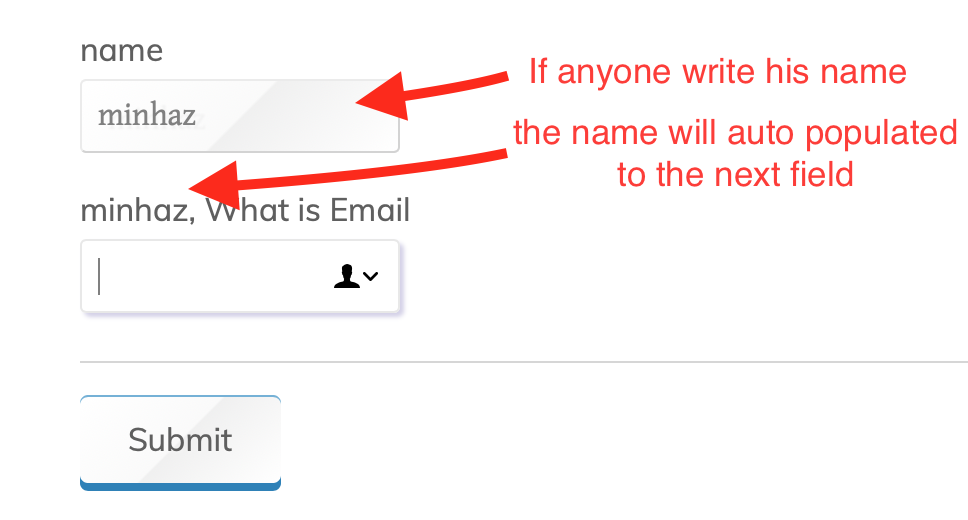 name
If anyone write his name
minhaz
the name will auto populated
to the next field
minhaz, What is Email
Submit